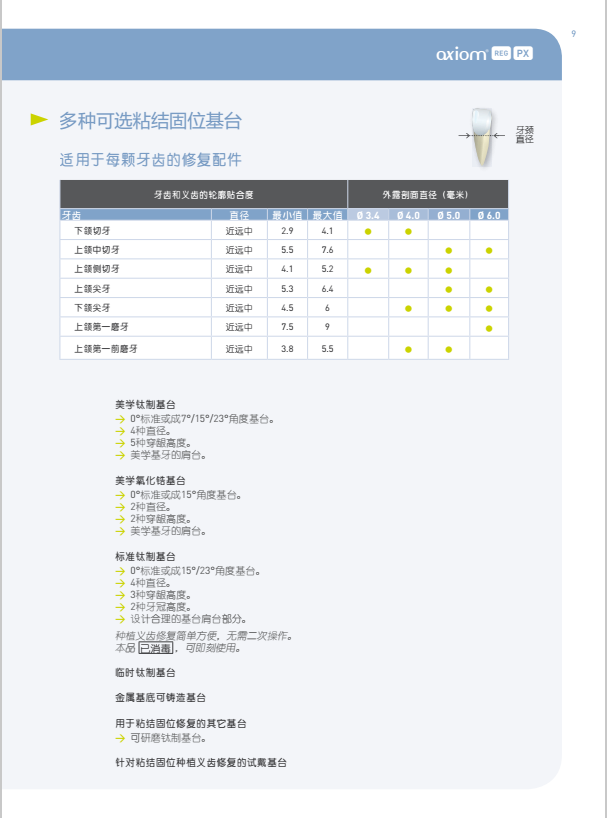 9
axiom® REG PX
多种可选粘结固位基台
适用于每颗牙齿的修复配件
牙颈
直径
牙齿和义齿的轮廓贴合度 外露剖面直径（毫米）
牙齿 直径 最小值 最大值 Ø 3.4 Ø 4.0 Ø 5.0 Ø 6.0
下颌切牙 近远中 2.9 4.1 ● ●
上颌中切牙 近远中 5.5 7.6 ● ●
上颌侧切牙 近远中 4.1 5.2 ● ● ●
上颌尖牙 近远中 5.3 6.4 ● ●
下颌尖牙 近远中 4.5 6 ● ● ●
上颌第一磨牙 近远中 7.5 9 ●
上颌第一前磨牙 近远中 3.8 5.5 ● ●
美学钛制基台
→ 0°标准或成7°/15°/23°角度基台。
→ 4种直径。
→ 5种穿龈高度。
→ 美学基牙的肩台。
美学氧化锆基台
→ 0°标准或成15°角度基台。
→ 2种直径。
→ 2种穿龈高度。
→ 美学基牙的肩台。
标准钛制基台
→ 0°标准或成15°/23°角度基台。
→ 4种直径。
→ 3种穿龈高度。
→ 2种牙冠高度。
→ 设计合理的基台肩台部分。
种植义齿修复简单方便，无需二次操作。
本品 已消毒 ，可即刻使用。
临时钛制基台
金属基底可铸造基台
用于粘结固位修复的其它基台
→ 可研磨钛制基台。
针对粘结固位种植义齿修复的试戴基台